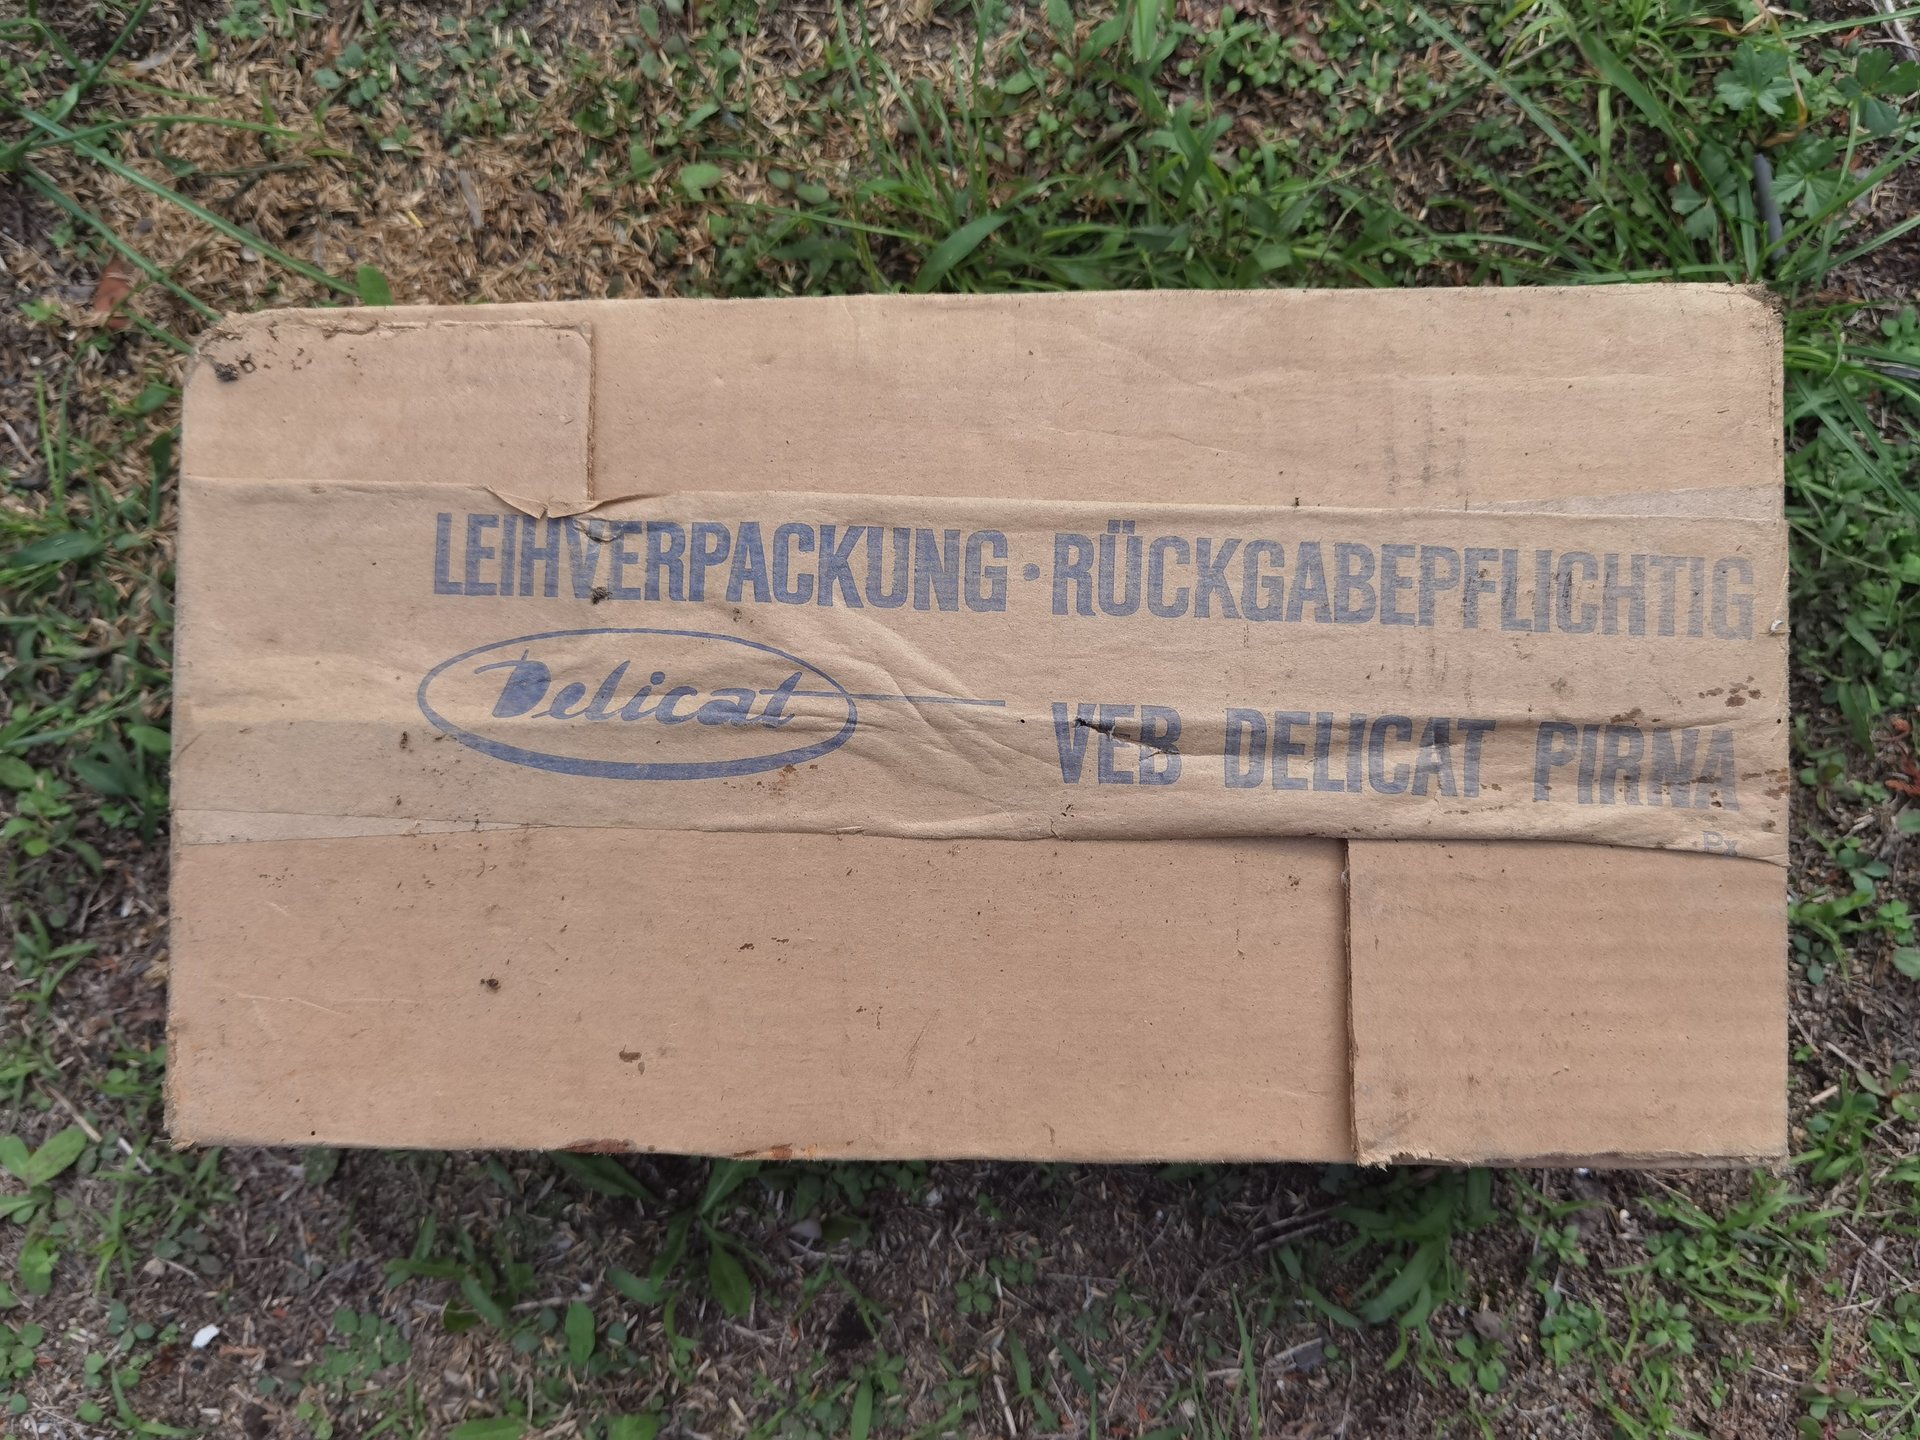 LEIHVERPACKUNG · RÜCKGABEPFLICHTIG
Delicat
VEB DELICAT PIRNA